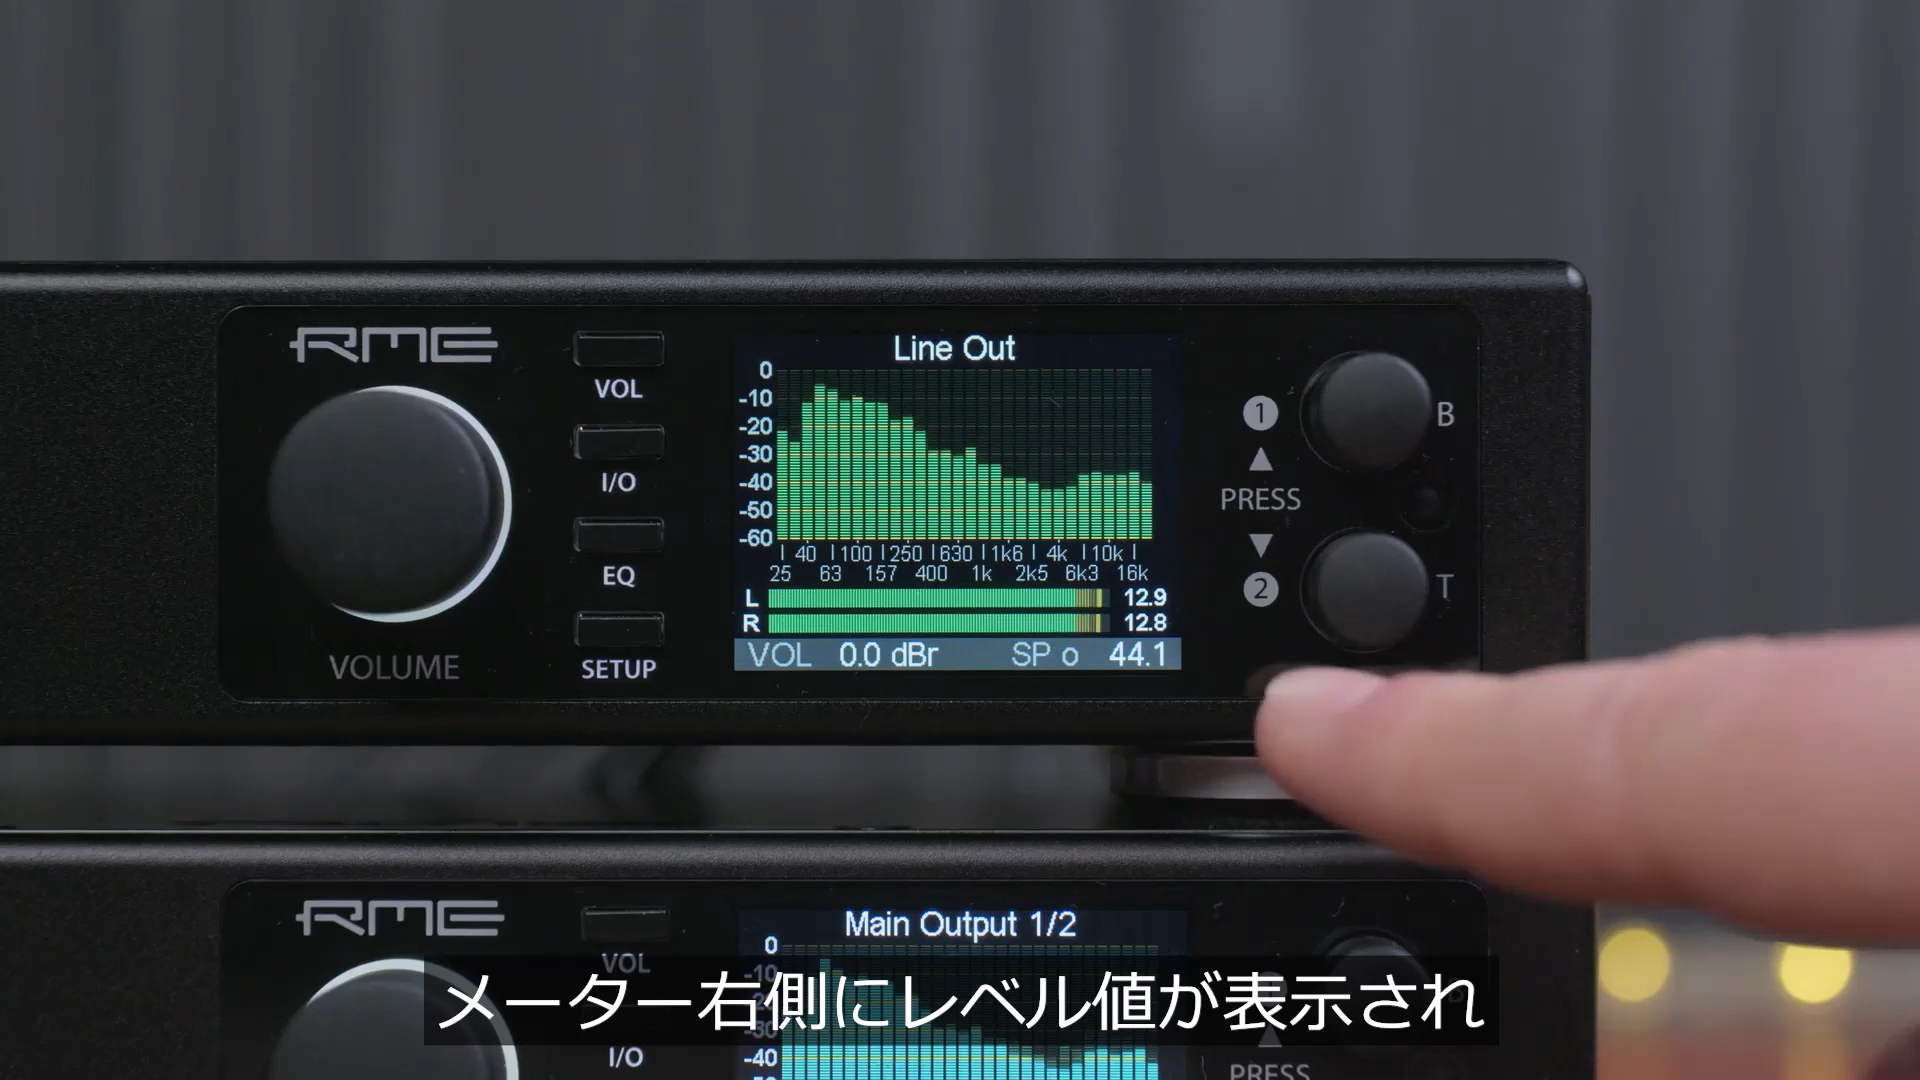 RME
VOL
I/O
EQ
SETUP
VOLUME
Line Out
0
-10
-20
-30
-40
-50
-60
40 100 250 630 1k6 4k 10k
25 63 157 400 1k 2k5 6k3 16k
L 12.9
R 12.8
VOL 0.0 dBr SP o 44.1
1 B
PRESS
2 T
RME
VOL
I/O
Main Output 1/2
0
-10
-30
-40
PRESS
メーター右側にレベル値が表示され